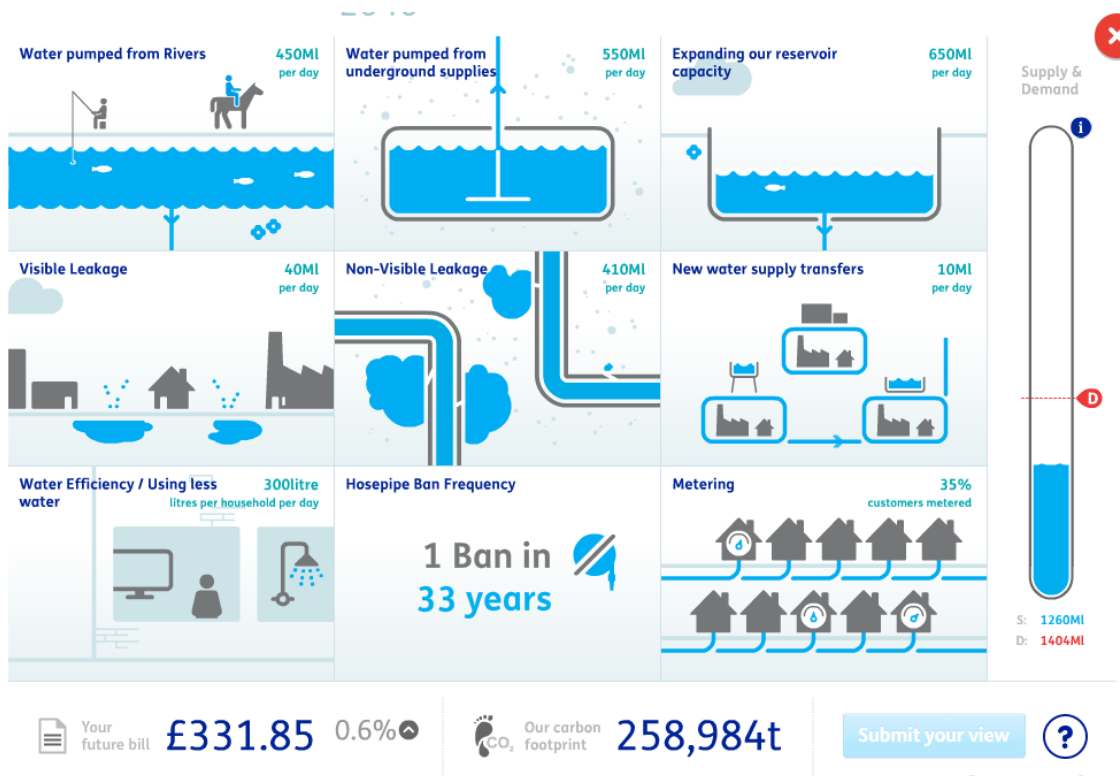 Water pumped from Rivers
450Ml
per day
Water pumped from
underground supplies
550Ml
per day
Expanding our reservoir
capacity
650Ml
per day
Supply &
Demand
i
Visible Leakage
40Ml
per day
Non-Visible Leakage
410Ml
per day
New water supply transfers
10Ml
per day
D
Water Efficiency / Using less
water
300litre
litres per household per day
Hosepipe Ban Frequency
1 Ban in
33 years
Metering
35%
customers metered
S: 1260Ml
D: 1404Ml
Your
future bill
£331.85
0.6%
CO₂
Our carbon
footprint
258,984t
Submit your view
?